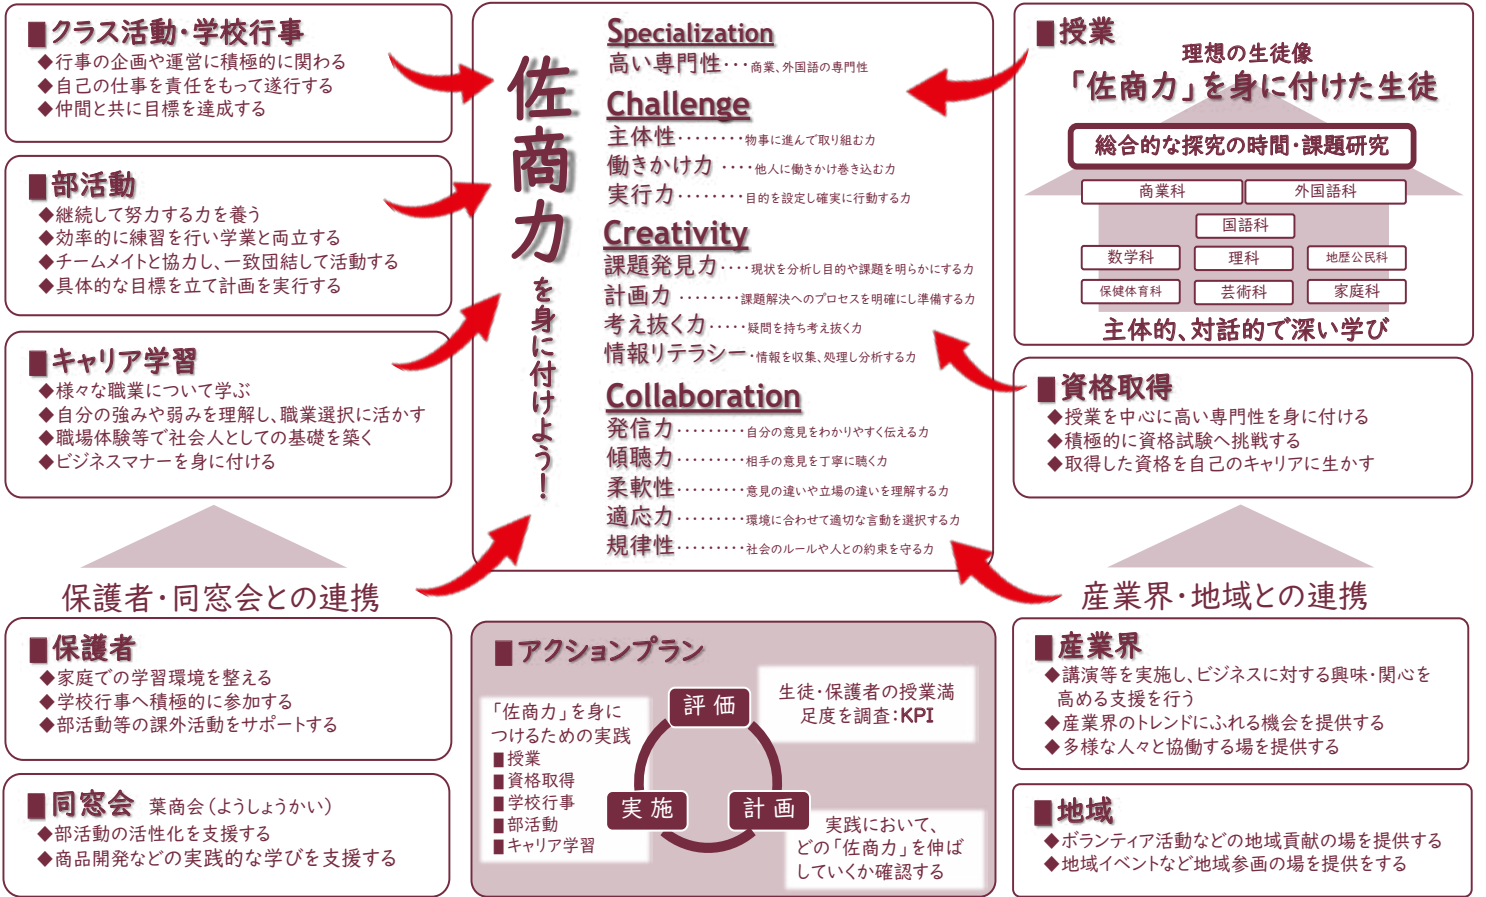 ■クラス活動・学校行事
◆行事の企画や運営に積極的に関わる
◆自己の仕事を責任をもって遂行する
◆仲間と共に目標を達成する
■部活動
◆継続して努力する力を養う
◆効率的に練習を行い学業と両立する
◆チームメイトと協力し、一致団結して活動する
◆具体的な目標を立て計画を実行する
■キャリア学習
◆様々な職業について学ぶ
◆自分の強みや弱みを理解し、職業選択に活かす
◆職場体験等で社会人としての基礎を築く
◆ビジネスマナーを身に付ける
保護者・同窓会との連携
■保護者
◆家庭での学習環境を整える
◆学校行事へ積極的に参加する
◆部活動等の課外活動をサポートする
■同窓会 葉商会(ようしょうかい)
◆部活動の活性化を支援する
◆商品開発などの実践的な学びを支援する
佐商力を身に付けよう!
Specialization
高い専門性・・・商業、外国語の専門性
Challenge
主体性・・・・・・・・物事に進んで取り組む力
働きかけ力・・・・他人に働きかけ巻き込む力
実行力・・・・・・・・目的を設定し確実に行動する力
Creativity
課題発見力・・・・現状を分析し目的や課題を明らかにする力
計画力・・・・・・・・課題解決へのプロセスを明確にし準備する力
考え抜く力・・・・・疑問を持ち考え抜く力
情報リテラシー・情報を収集、処理し分析する力
Collaboration
発信力・・・・・・・・・自分の意見をわかりやすく伝える力
傾聴力・・・・・・・・・相手の意見を丁寧に聴く力
柔軟性・・・・・・・・・意見の違いや立場の違いを理解する力
適応力・・・・・・・・・環境に合わせて適切な言動を選択する力
規律性・・・・・・・・・社会のルールや人との約束を守る力
■アクションプラン
「佐商力」を身に
つけるための実践
■授業
■資格取得
■学校行事
■部活動
■キャリア学習
評価
実施
計画
生徒・保護者の授業満
足度を調査:KPI
実践において、
どの「佐商力」を伸ば
していくか確認する
■授業
理想の生徒像
「佐商力」を身に付けた生徒
総合的な探究の時間・課題研究
商業科 外国語科
国語科
数学科 理科 地歴公民科
保健体育科 芸術科 家庭科
主体的、対話的で深い学び
■資格取得
◆授業を中心に高い専門性を身に付ける
◆積極的に資格試験へ挑戦する
◆取得した資格を自己のキャリアに生かす
産業界・地域との連携
■産業界
◆講演等を実施し、ビジネスに対する興味・関心を
高める支援を行う
◆産業界のトレンドにふれる機会を提供する
◆多様な人々と協働する場を提供する
■地域
◆ボランティア活動などの地域貢献の場を提供する
◆地域イベントなど地域参画の場を提供をする